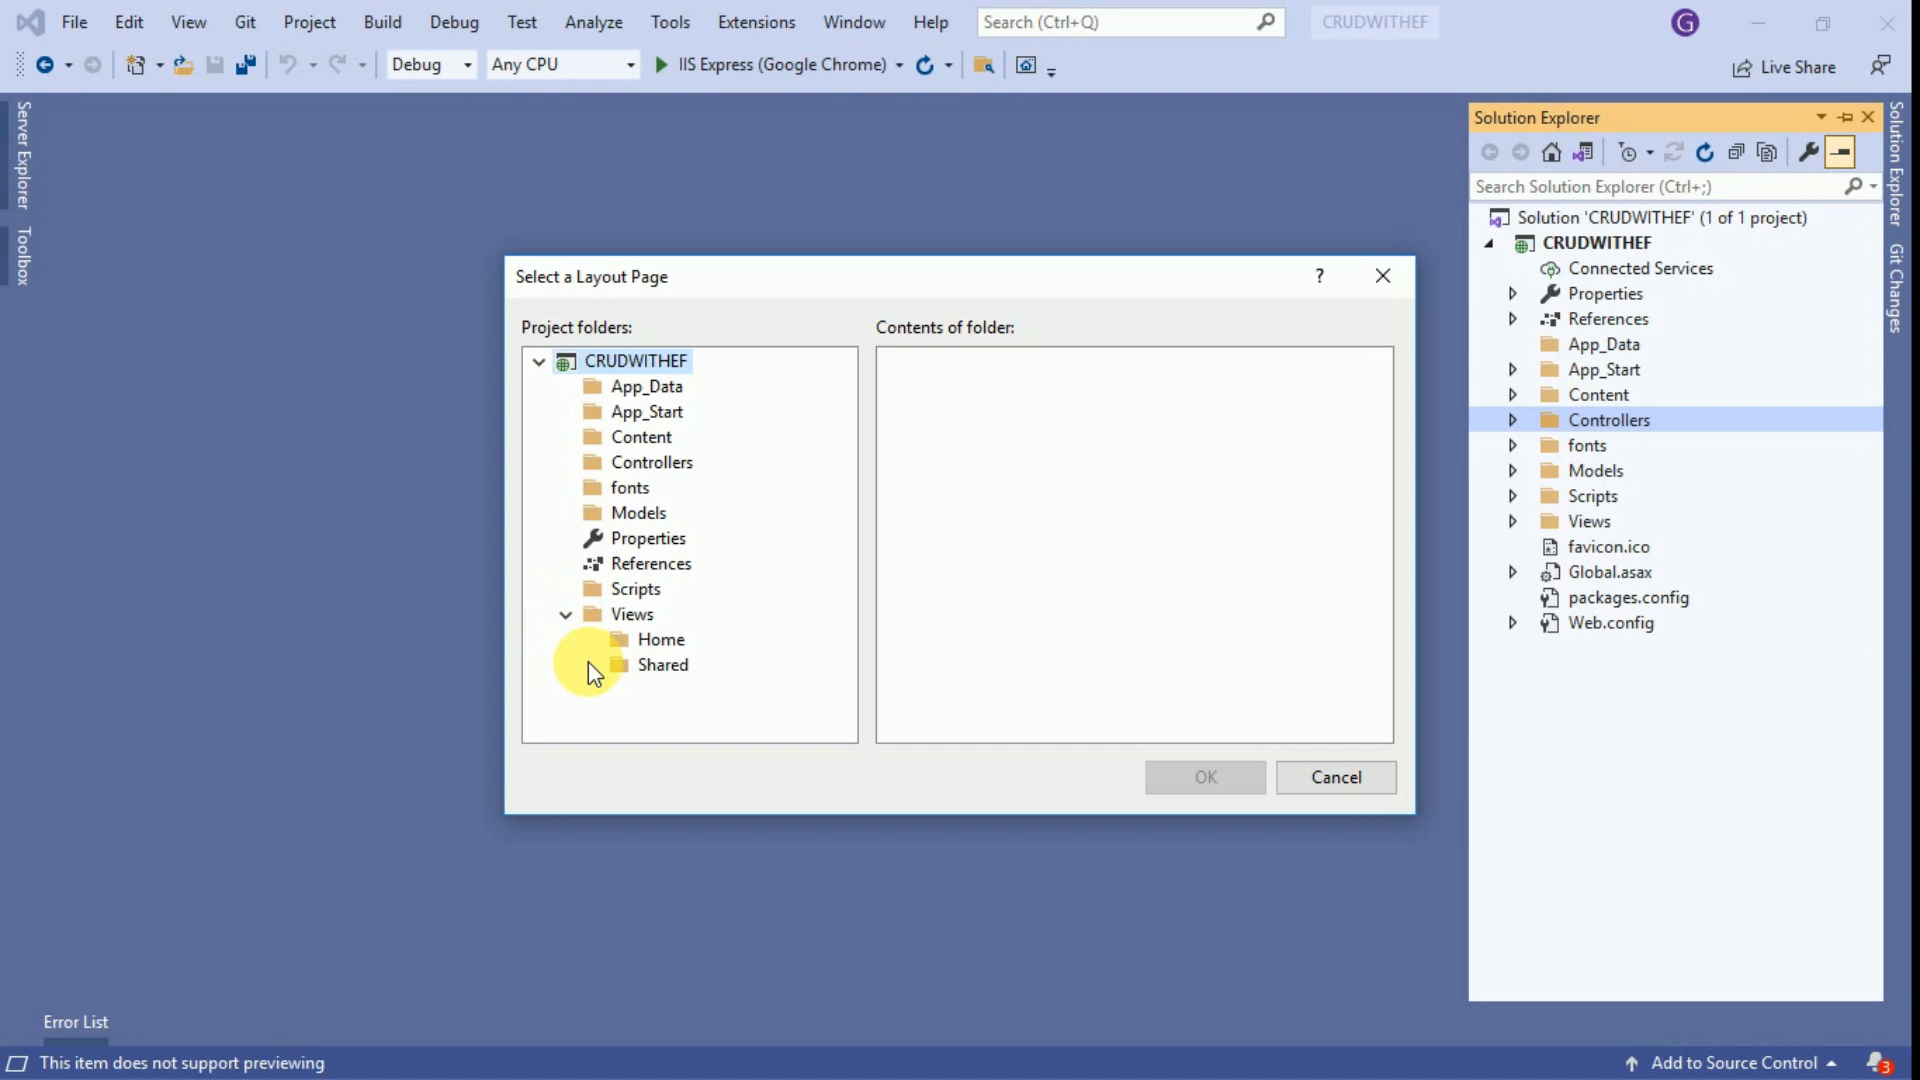 File Edit View Git Project Build Debug Test Analyze Tools Extensions Window Help Search (Ctrl+Q) CRUDWITHEF G
Debug Any CPU IIS Express (Google Chrome) Live Share
Server Explorer
Toolbox
Select a Layout Page ?
Project folders:
CRUDWITHEF
App_Data
App_Start
Content
Controllers
fonts
Models
Properties
References
Scripts
Views
Home
Shared
Contents of folder:
OK Cancel
Solution Explorer
Search Solution Explorer (Ctrl+;)
Solution 'CRUDWITHEF' (1 of 1 project)
CRUDWITHEF
Connected Services
Properties
References
App_Data
App_Start
Content
Controllers
fonts
Models
Scripts
Views
favicon.ico
Global.asax
packages.config
Web.config
Solution Explorer
Git Changes
Error List
This item does not support previewing Add to Source Control 3